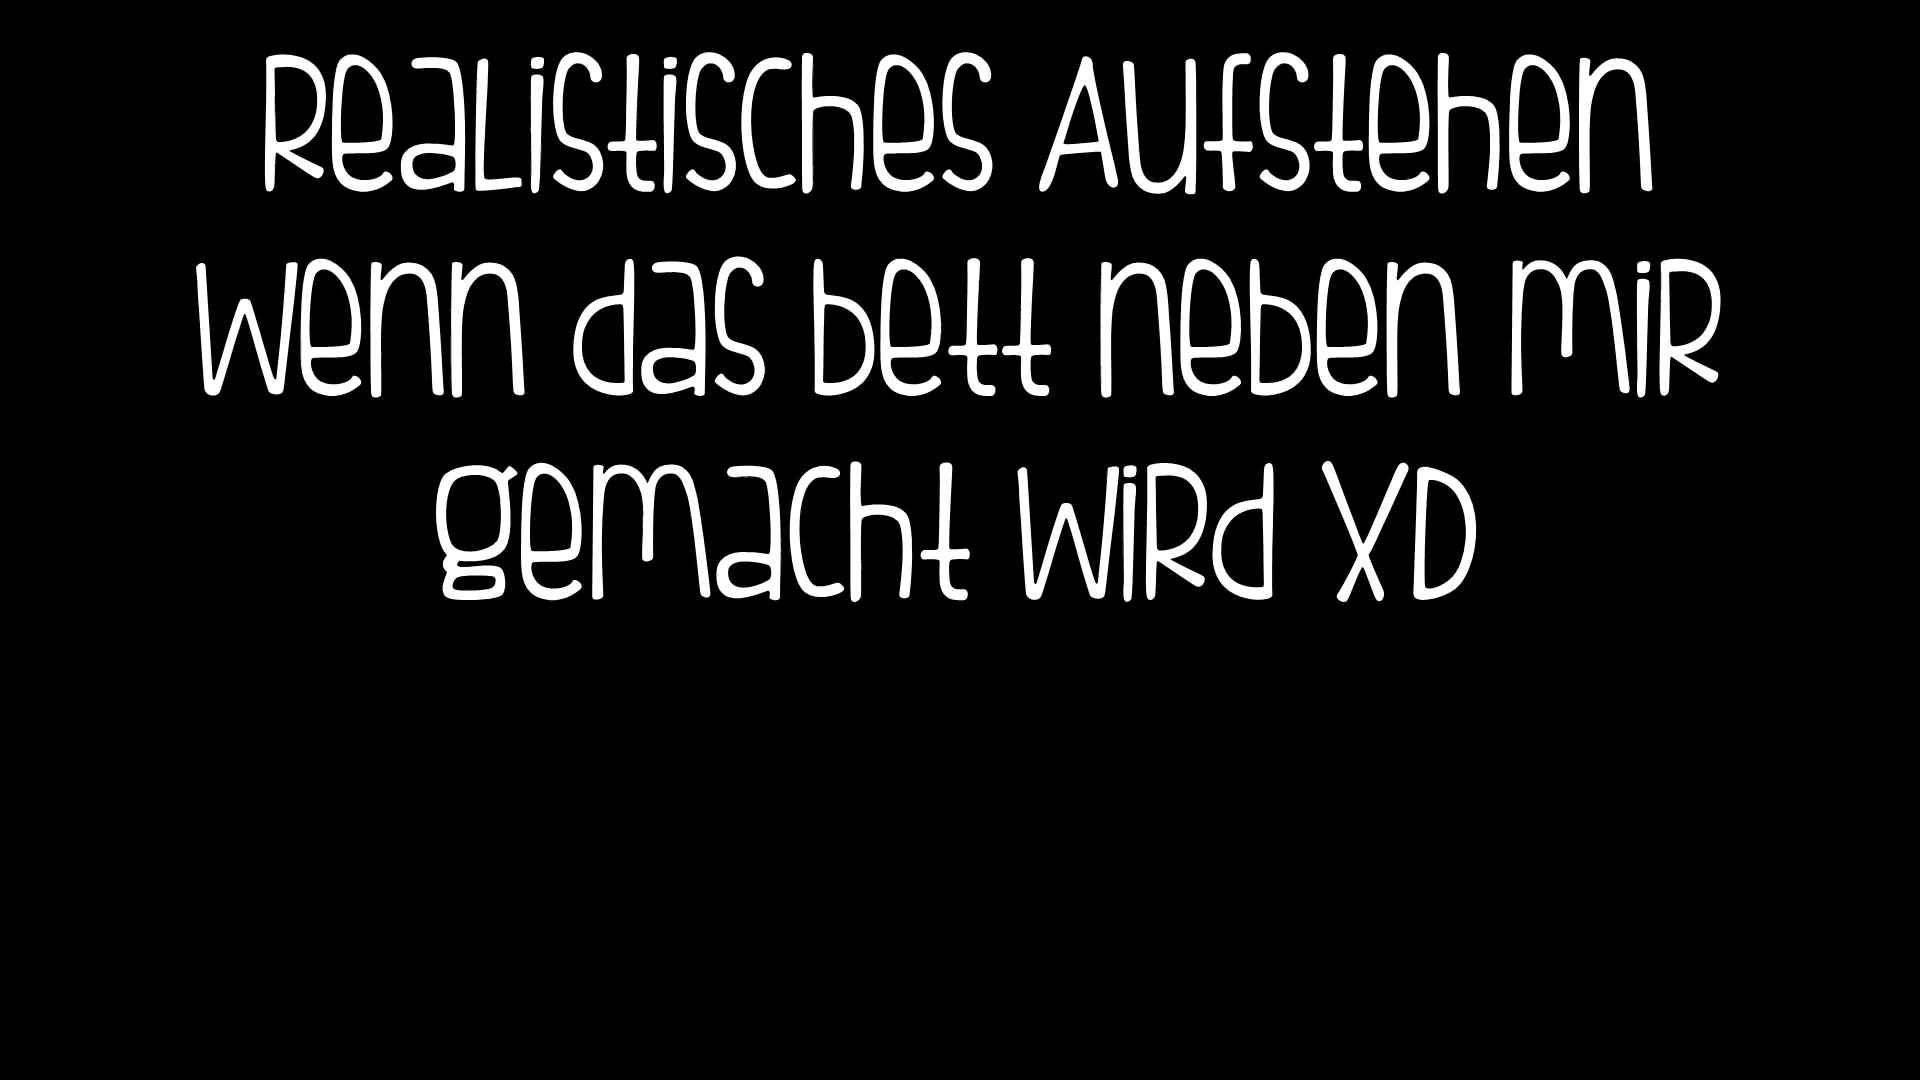 Realistisches Aufstehen
wenn das bett neben mir
gemacht wird XD